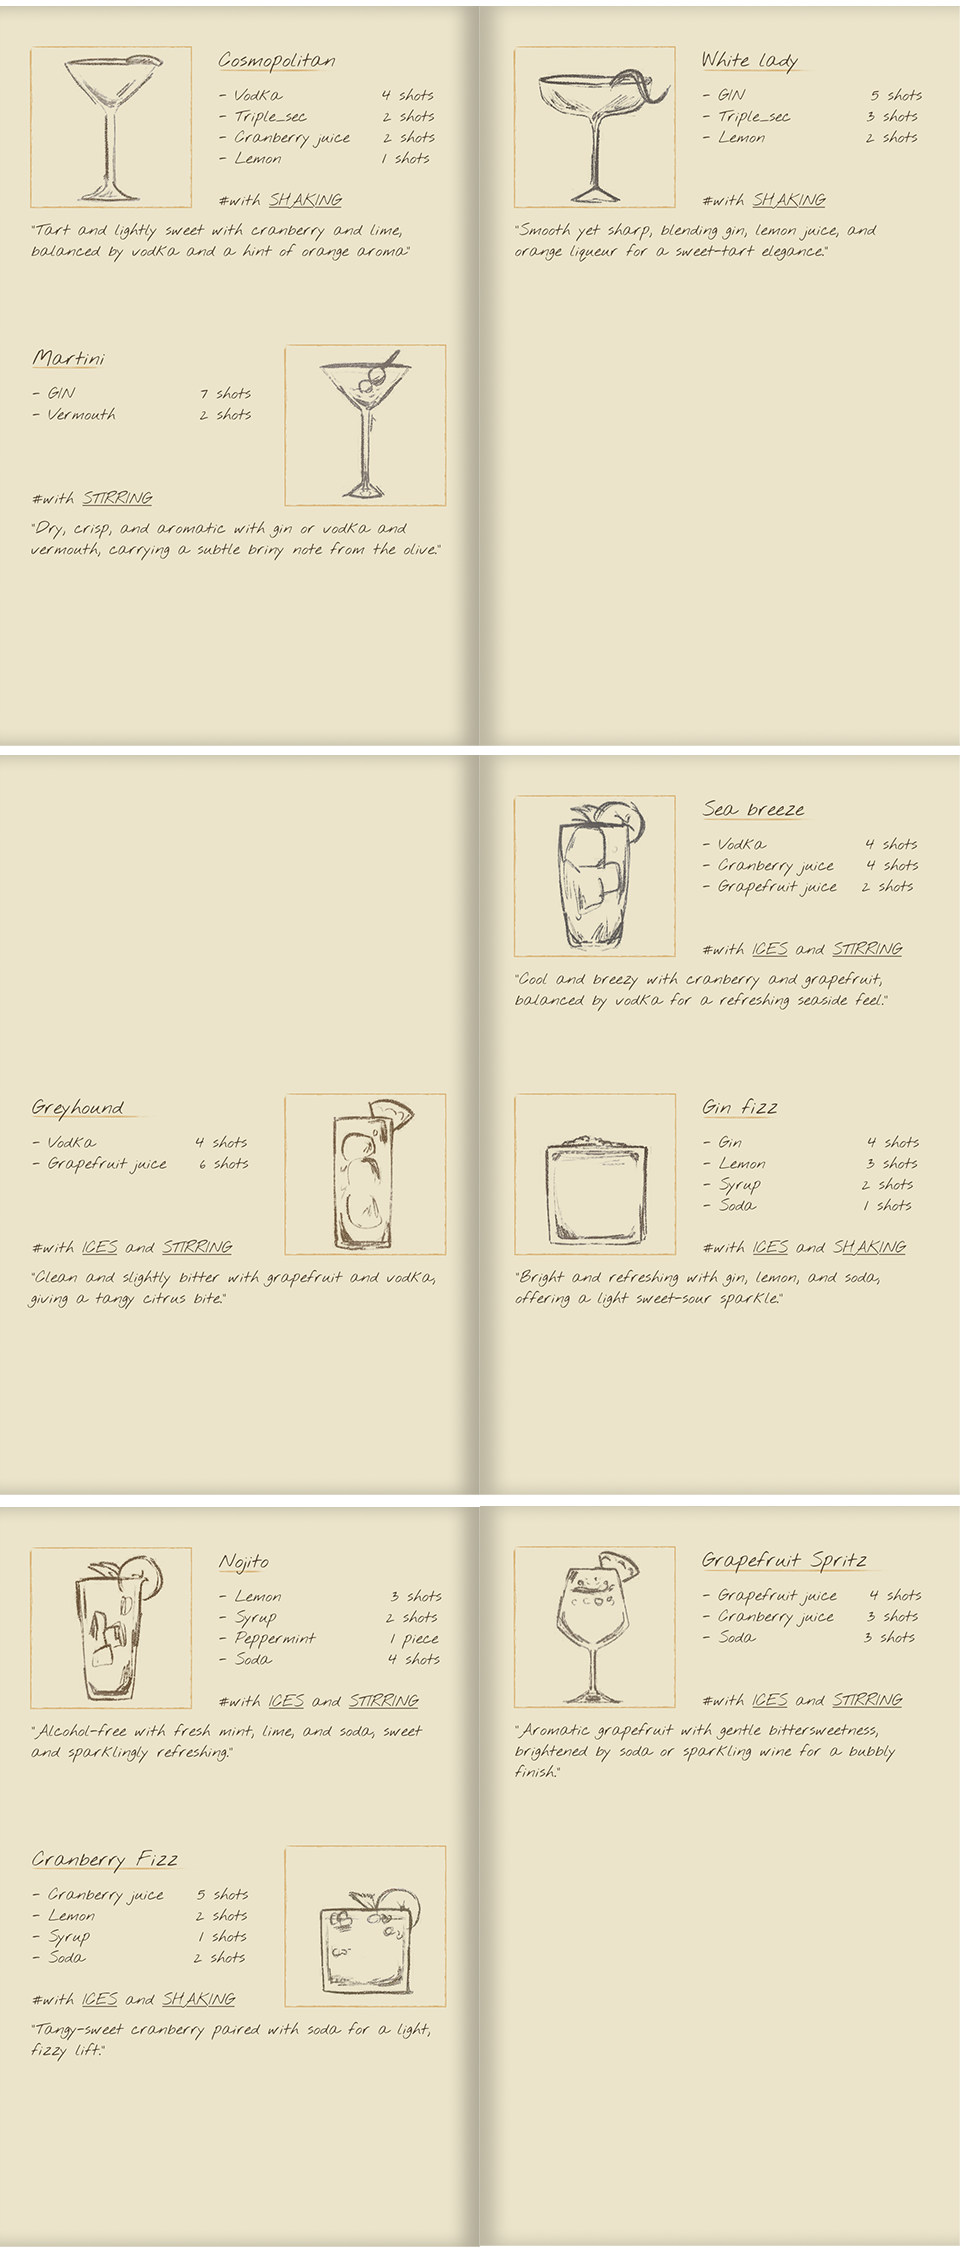 Cosmopolitan
- Vodka 4 shots
- Triple_sec 2 shots
- Cranberry juice 2 shots
- Lemon 1 shots
#with SHAKING
"Tart and lightly sweet with cranberry and lime,
balanced by vodka and a hint of orange aroma"
Martini
- GIN 7 shots
- Vermouth 2 shots
#with STIRRING
"Dry, crisp, and aromatic with gin or vodka and
vermouth, carrying a subtle briny note from the olive."
White lady
- GIN 5 shots
- Triple_sec 3 shots
- Lemon 2 shots
#with SHAKING
"Smooth yet sharp, blending gin, lemon juice, and
orange liqueur for a sweet-tart elegance."
Greyhound
- Vodka 4 shots
- Grapefruit juice 6 shots
#with ICES and STIRRING
"Clean and slightly bitter with grapefruit and vodka,
giving a tangy citrus bite."
Sea breeze
- Vodka 4 shots
- Cranberry juice 4 shots
- Grapefruit juice 2 shots
#with ICES and STIRRING
"Cool and breezy with cranberry and grapefruit,
balanced by vodka for a refreshing seaside feel."
Gin fizz
- Gin 4 shots
- Lemon 3 shots
- Syrup 2 shots
- Soda 1 shots
#with ICES and SHAKING
"Bright and refreshing with gin, lemon, and soda,
offering a light sweet-sour sparkle."
Nojito
- Lemon 3 shots
- Syrup 2 shots
- Peppermint 1 piece
- Soda 4 shots
#with ICES and STIRRING
"Alcohol-free with fresh mint, lime, and soda, sweet
and sparklingly refreshing."
Cranberry Fizz
- Cranberry juice 5 shots
- Lemon 2 shots
- Syrup 1 shots
- Soda 2 shots
#with ICES and SHAKING
"Tangy-sweet cranberry paired with soda for a light,
fizzy lift."
Grapefruit Spritz
- Grapefruit juice 4 shots
- Cranberry juice 3 shots
- Soda 3 shots
#with ICES and STIRRING
"Aromatic grapefruit with gentle bittersweetness,
brightened by soda or sparkling wine for a bubbly
finish."